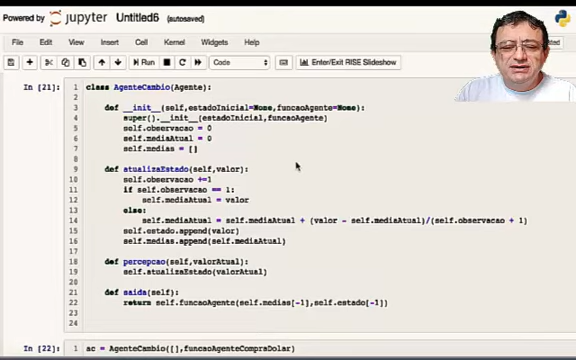 Powered by jupyter Untitled6 (autosaved)
File Edit View Insert Cell Kernel Widgets Help
Run Code Enter/Exit RISE Slideshow
In [21]:
1 class AgenteCambio(Agente):
2
3 def __init__(self,estadoInicial=None,funcaoAgente=None):
4 super().__init__(estadoInicial,funcaoAgente)
5 self.observacao = 0
6 self.mediaAtual = 0
7 self.medias = []
8
9 def atualizaEstado(self,valor):
10 self.observacao +=1
11 if self.observacao == 1:
12 self.mediaAtual = valor
13 else:
14 self.mediaAtual = self.mediaAtual + (valor - self.mediaAtual)/(self.observacao + 1)
15 self.estado.append(valor)
16 self.medias.append(self.mediaAtual)
17
18 def percepcao(self,valorAtual):
19 self.atualizaEstado(valorAtual)
20
21 def saida(self):
22 return self.funcaoAgente(self.medias[-1],self.estado[-1])
23
24
In [22]:
1 ac = AgenteCambio([],funcaoAgenteCompraDolar)